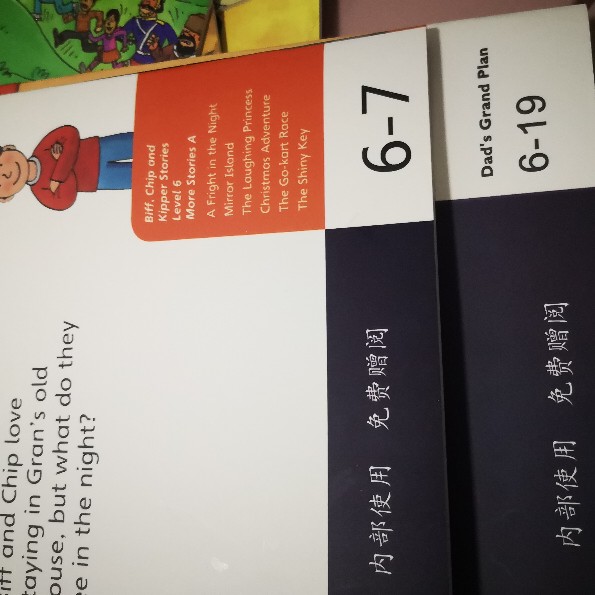 Biff, Chip and
Kipper Stories
Level 6
More Stories A
A Fright in the Night
Mirror Island
The Laughing Princess
Christmas Adventure
The Go-kart Race
The Shiny Key
6-7
内部使用 免费赠阅
and Chip love
in Gran's old
but what do they
in the night?
Dad's Grand Plan
6-19
内部使用 免费赠阅